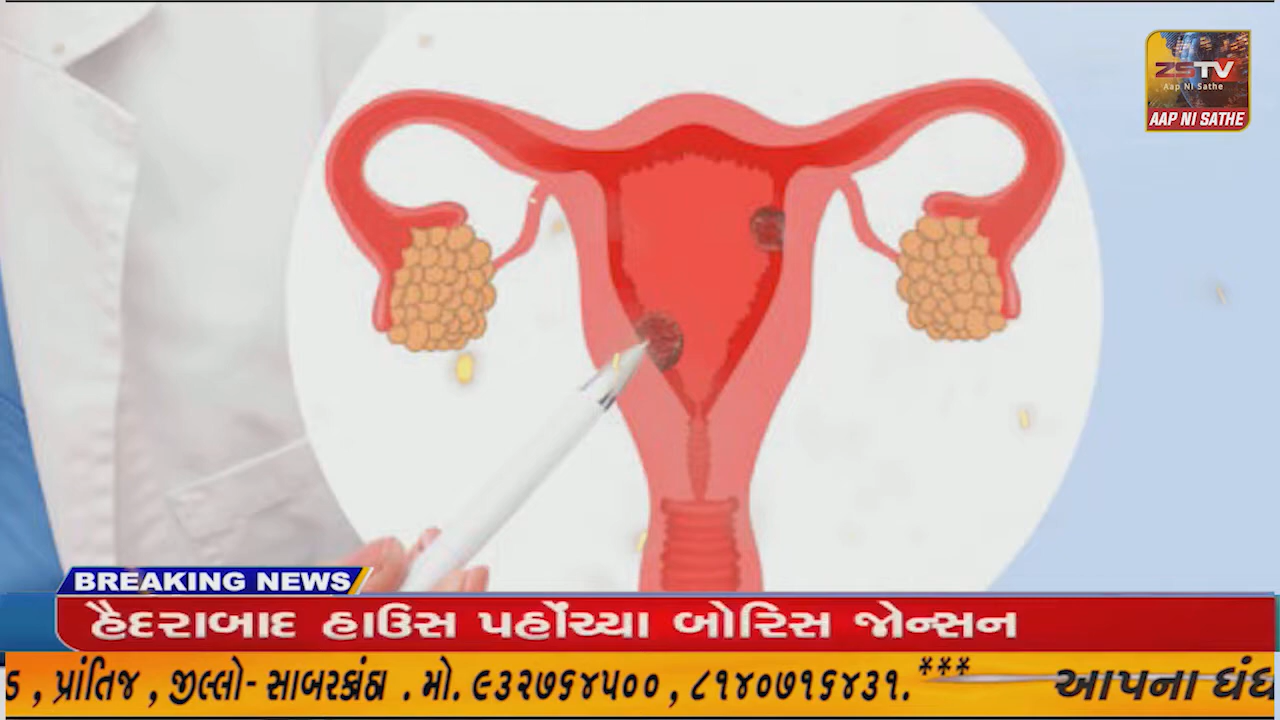 ZSTV
Aap Ni Sathe
AAP NI SATHE
BREAKING NEWS
હૈદરાબાદ હાઉસ પહોંચ્યા બોરિસ જોન્સન
, પ્રાંતિજ , જીલ્લો- સાબરકાંઠા . મો. ૯૩૨૭૬૪૫૦૦ , ૮૧૪૦૭૧૬૪૩૧. *** આપના